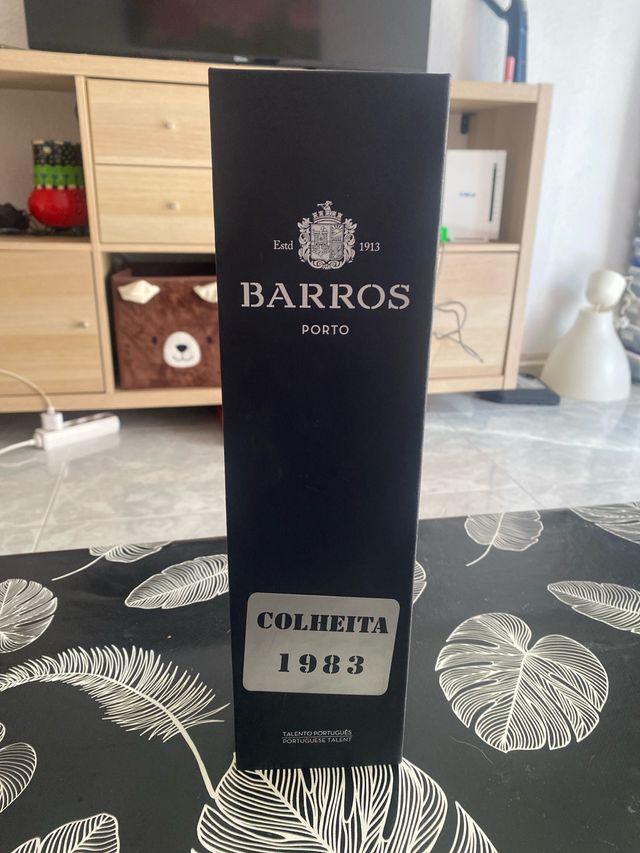 Estd 1913
BARROS
PORTO
COLHEITA
1983
TALENTO PORTUGUÊS
PORTUGUESE TALENT